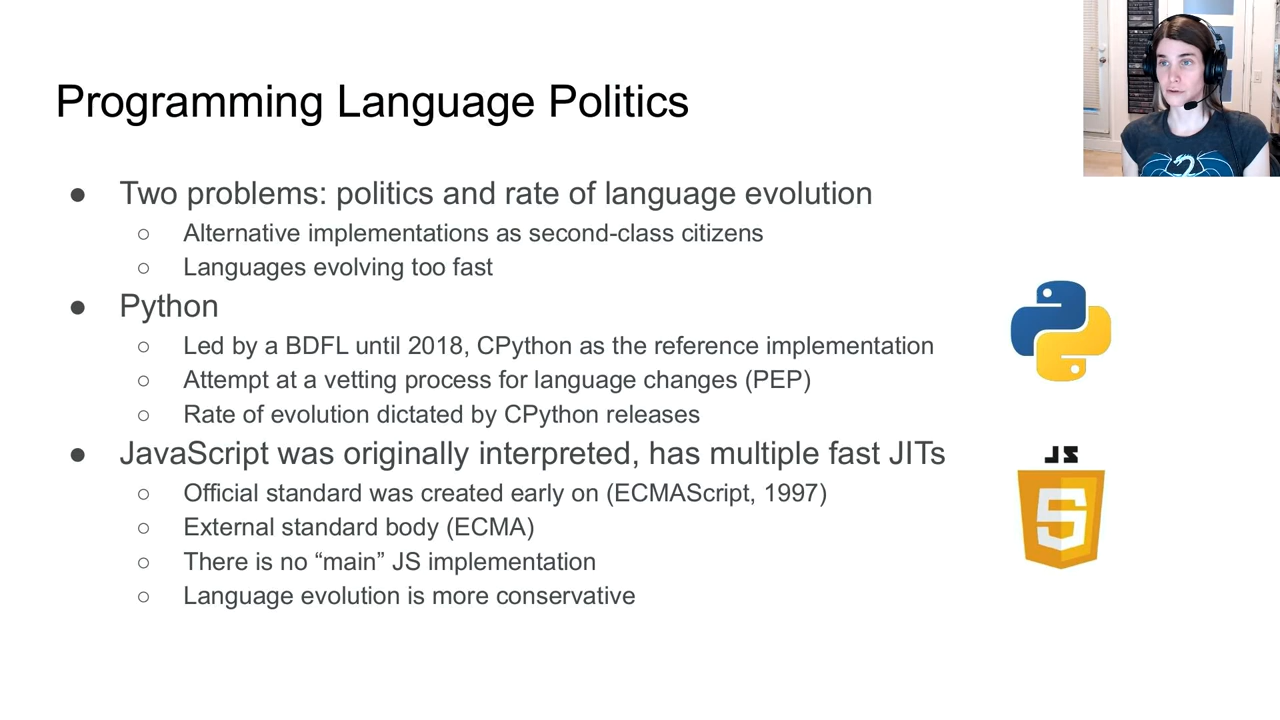 Programming Language Politics
● Two problems: politics and rate of language evolution
○ Alternative implementations as second-class citizens
○ Languages evolving too fast
● Python
○ Led by a BDFL until 2018, CPython as the reference implementation
○ Attempt at a vetting process for language changes (PEP)
○ Rate of evolution dictated by CPython releases
● JavaScript was originally interpreted, has multiple fast JITs
○ Official standard was created early on (ECMAScript, 1997)
○ External standard body (ECMA)
○ There is no “main” JS implementation
○ Language evolution is more conservative
JS
5